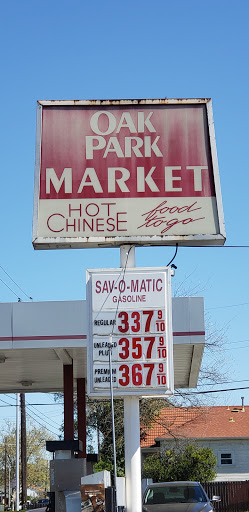 OAK
PARK
MARKET
HOT food
CHINESE to go
SAV-O-MATIC
GASOLINE
REGULAR 337 9/10
UNLEADED PLUS 357 9/10
PREMIUM UNLEADED 367 9/10